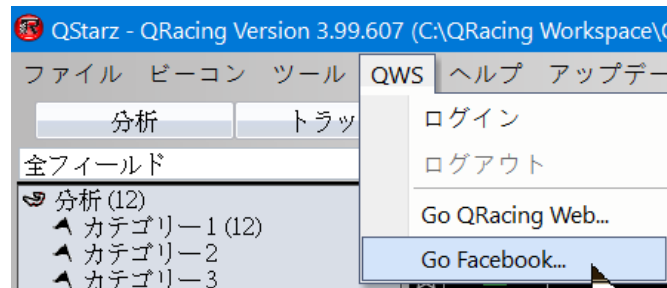 QStarz - QRacing Version 3.99.607 (C:\QRacing Workspace\
ファイル ビーコン ツール QWS ヘルプ アップデー
分析 トラッ
ログイン
全フィールド
ログアウト
分析 (12)
カテゴリー1 (12)
Go QRacing Web...
カテゴリー2
Go Facebook...
カテゴリー3